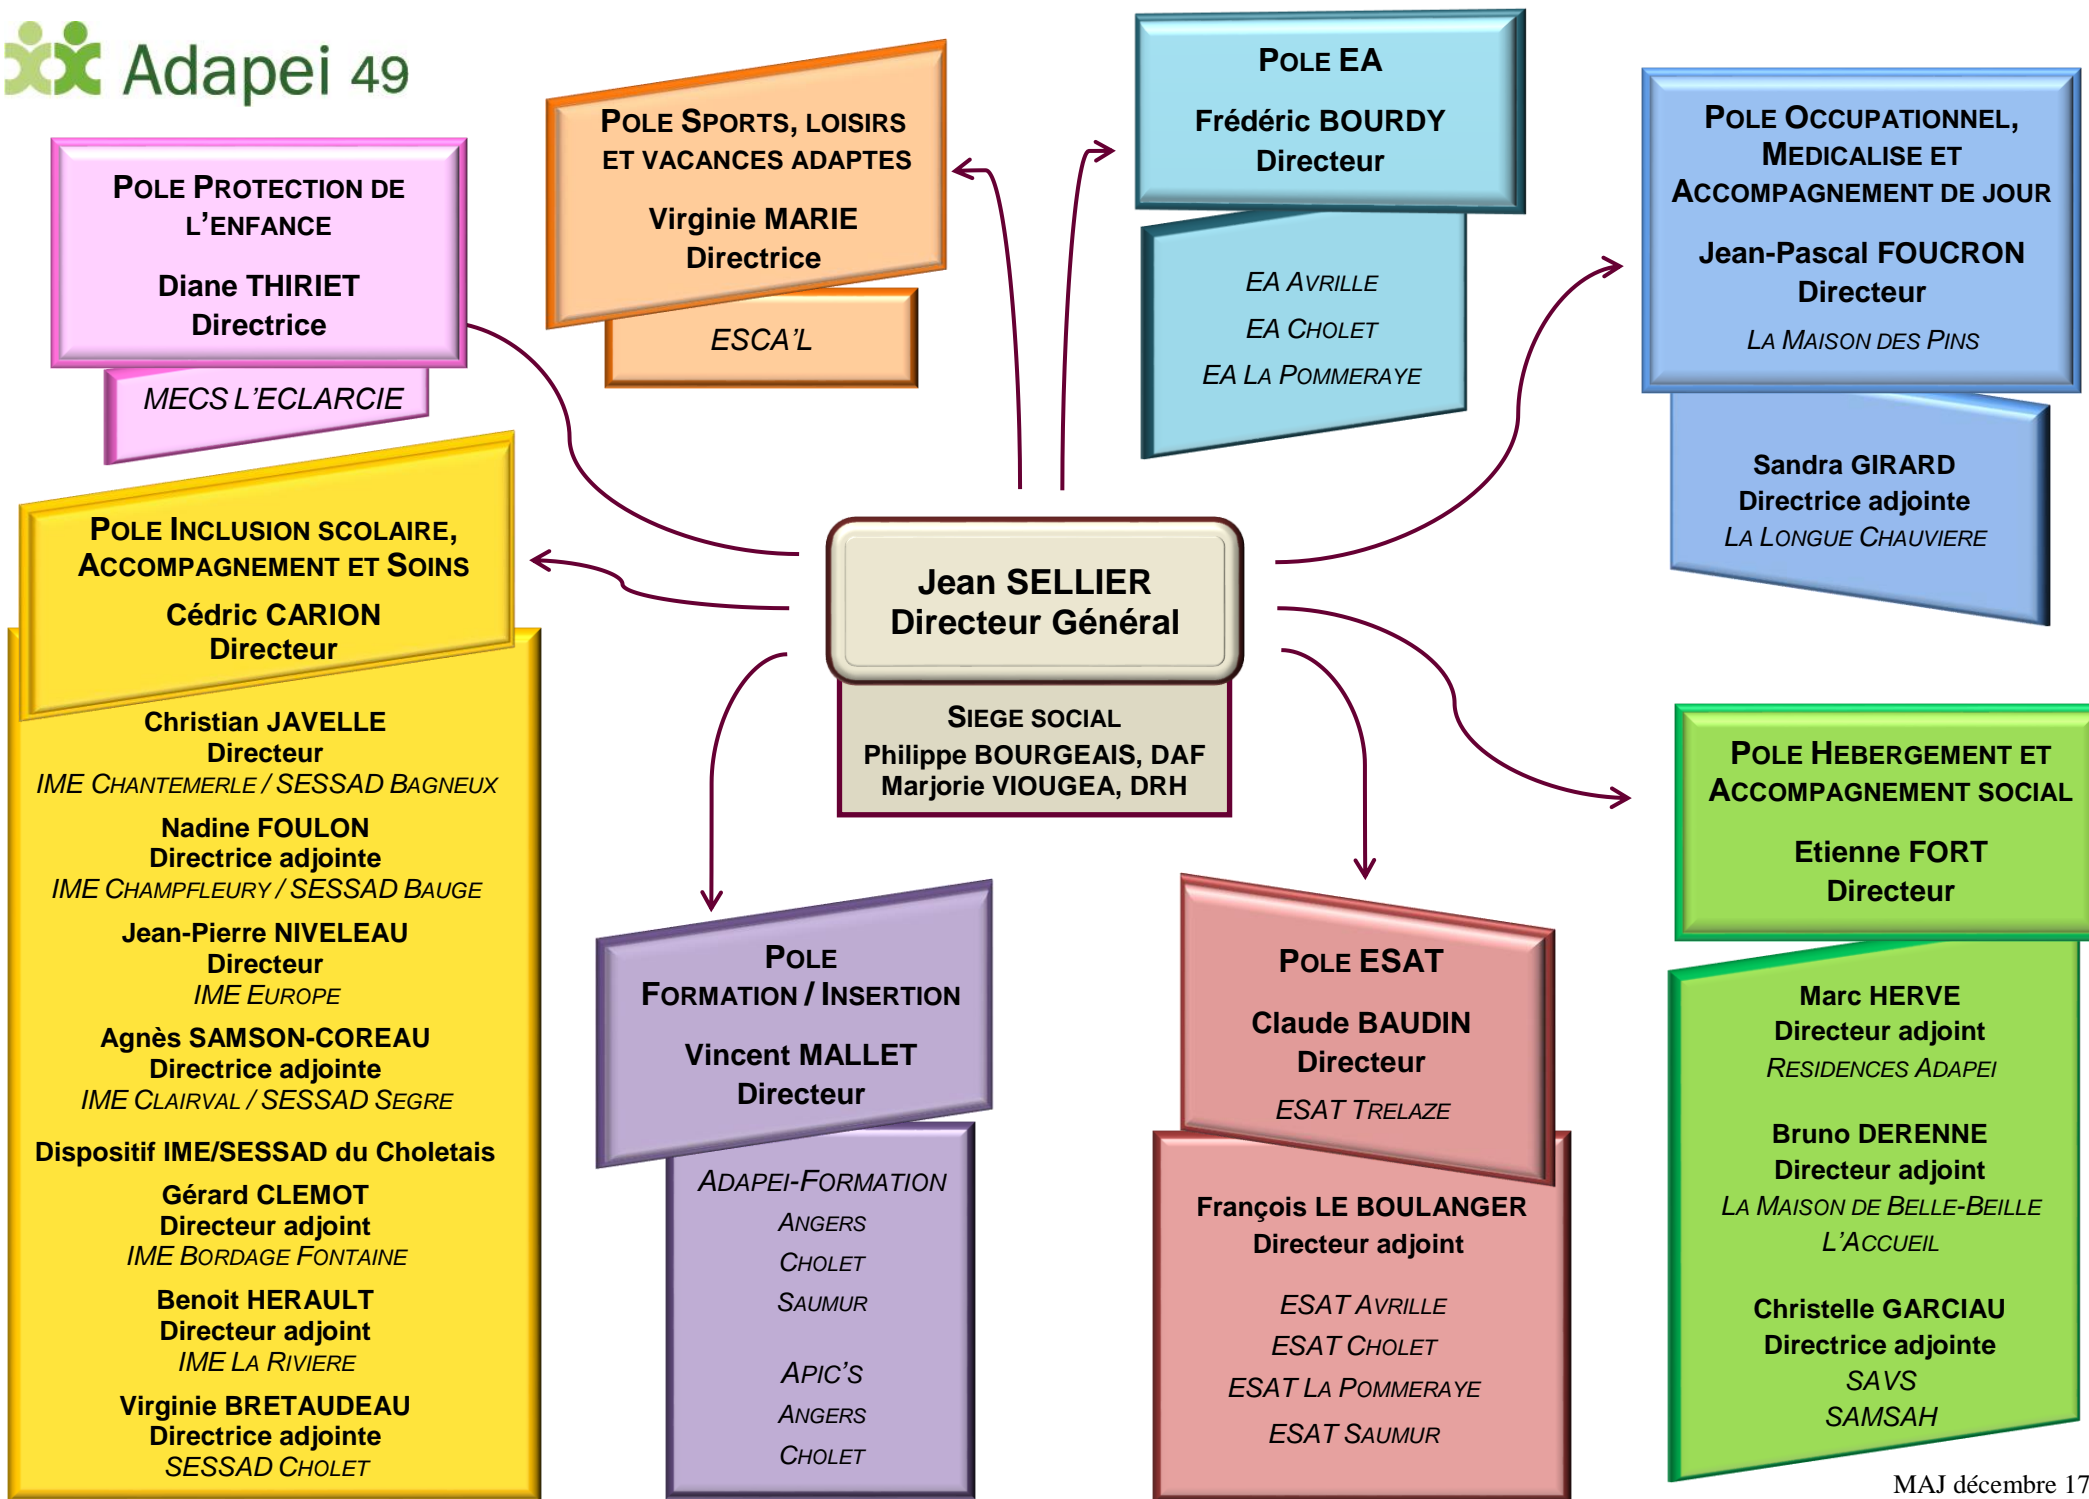 Adapei 49
POLE PROTECTION DE
L'ENFANCE
Diane THIRIET
Directrice
MECS L'ECLARCIE
POLE SPORTS, LOISIRS
ET VACANCES ADAPTES
Virginie MARIE
Directrice
ESCA'L
POLE EA
Frédéric BOURDY
Directeur
EA AVRILLE
EA CHOLET
EA LA POMMERAYE
POLE OCCUPATIONNEL,
MEDICALISE ET
ACCOMPAGNEMENT DE JOUR
Jean-Pascal FOUCRON
Directeur
LA MAISON DES PINS
Sandra GIRARD
Directrice adjointe
LA LONGUE CHAUVIERE
POLE INCLUSION SCOLAIRE,
ACCOMPAGNEMENT ET SOINS
Cédric CARION
Directeur
Christian JAVELLE
Directeur
IME CHANTEMERLE / SESSAD BAGNEUX
Nadine FOULON
Directrice adjointe
IME CHAMPFLEURY / SESSAD BAUGE
Jean-Pierre NIVELEAU
Directeur
IME EUROPE
Agnès SAMSON-COREAU
Directrice adjointe
IME CLAIRVAL / SESSAD SEGRE
Dispositif IME/SESSAD du Choletais
Gérard CLEMOT
Directeur adjoint
IME BORDAGE FONTAINE
Benoit HERAULT
Directeur adjoint
IME LA RIVIERE
Virginie BRETAUDEAU
Directrice adjointe
SESSAD CHOLET
Jean SELLIER
Directeur Général
SIEGE SOCIAL
Philippe BOURGEAIS, DAF
Marjorie VIOUGEA, DRH
POLE
FORMATION / INSERTION
Vincent MALLET
Directeur
ADAPEI-FORMATION
ANGERS
CHOLET
SAUMUR
APIC'S
ANGERS
CHOLET
POLE ESAT
Claude BAUDIN
Directeur
ESAT TRELAZE
François LE BOULANGER
Directeur adjoint
ESAT AVRILLE
ESAT CHOLET
ESAT LA POMMERAYE
ESAT SAUMUR
POLE HEBERGEMENT ET
ACCOMPAGNEMENT SOCIAL
Etienne FORT
Directeur
Marc HERVE
Directeur adjoint
RESIDENCES ADAPEI
Bruno DERENNE
Directeur adjoint
LA MAISON DE BELLE-BEILLE
L'ACCUEIL
Christelle GARCIAU
Directrice adjointe
SAVS
SAMSAH
MAJ décembre 17